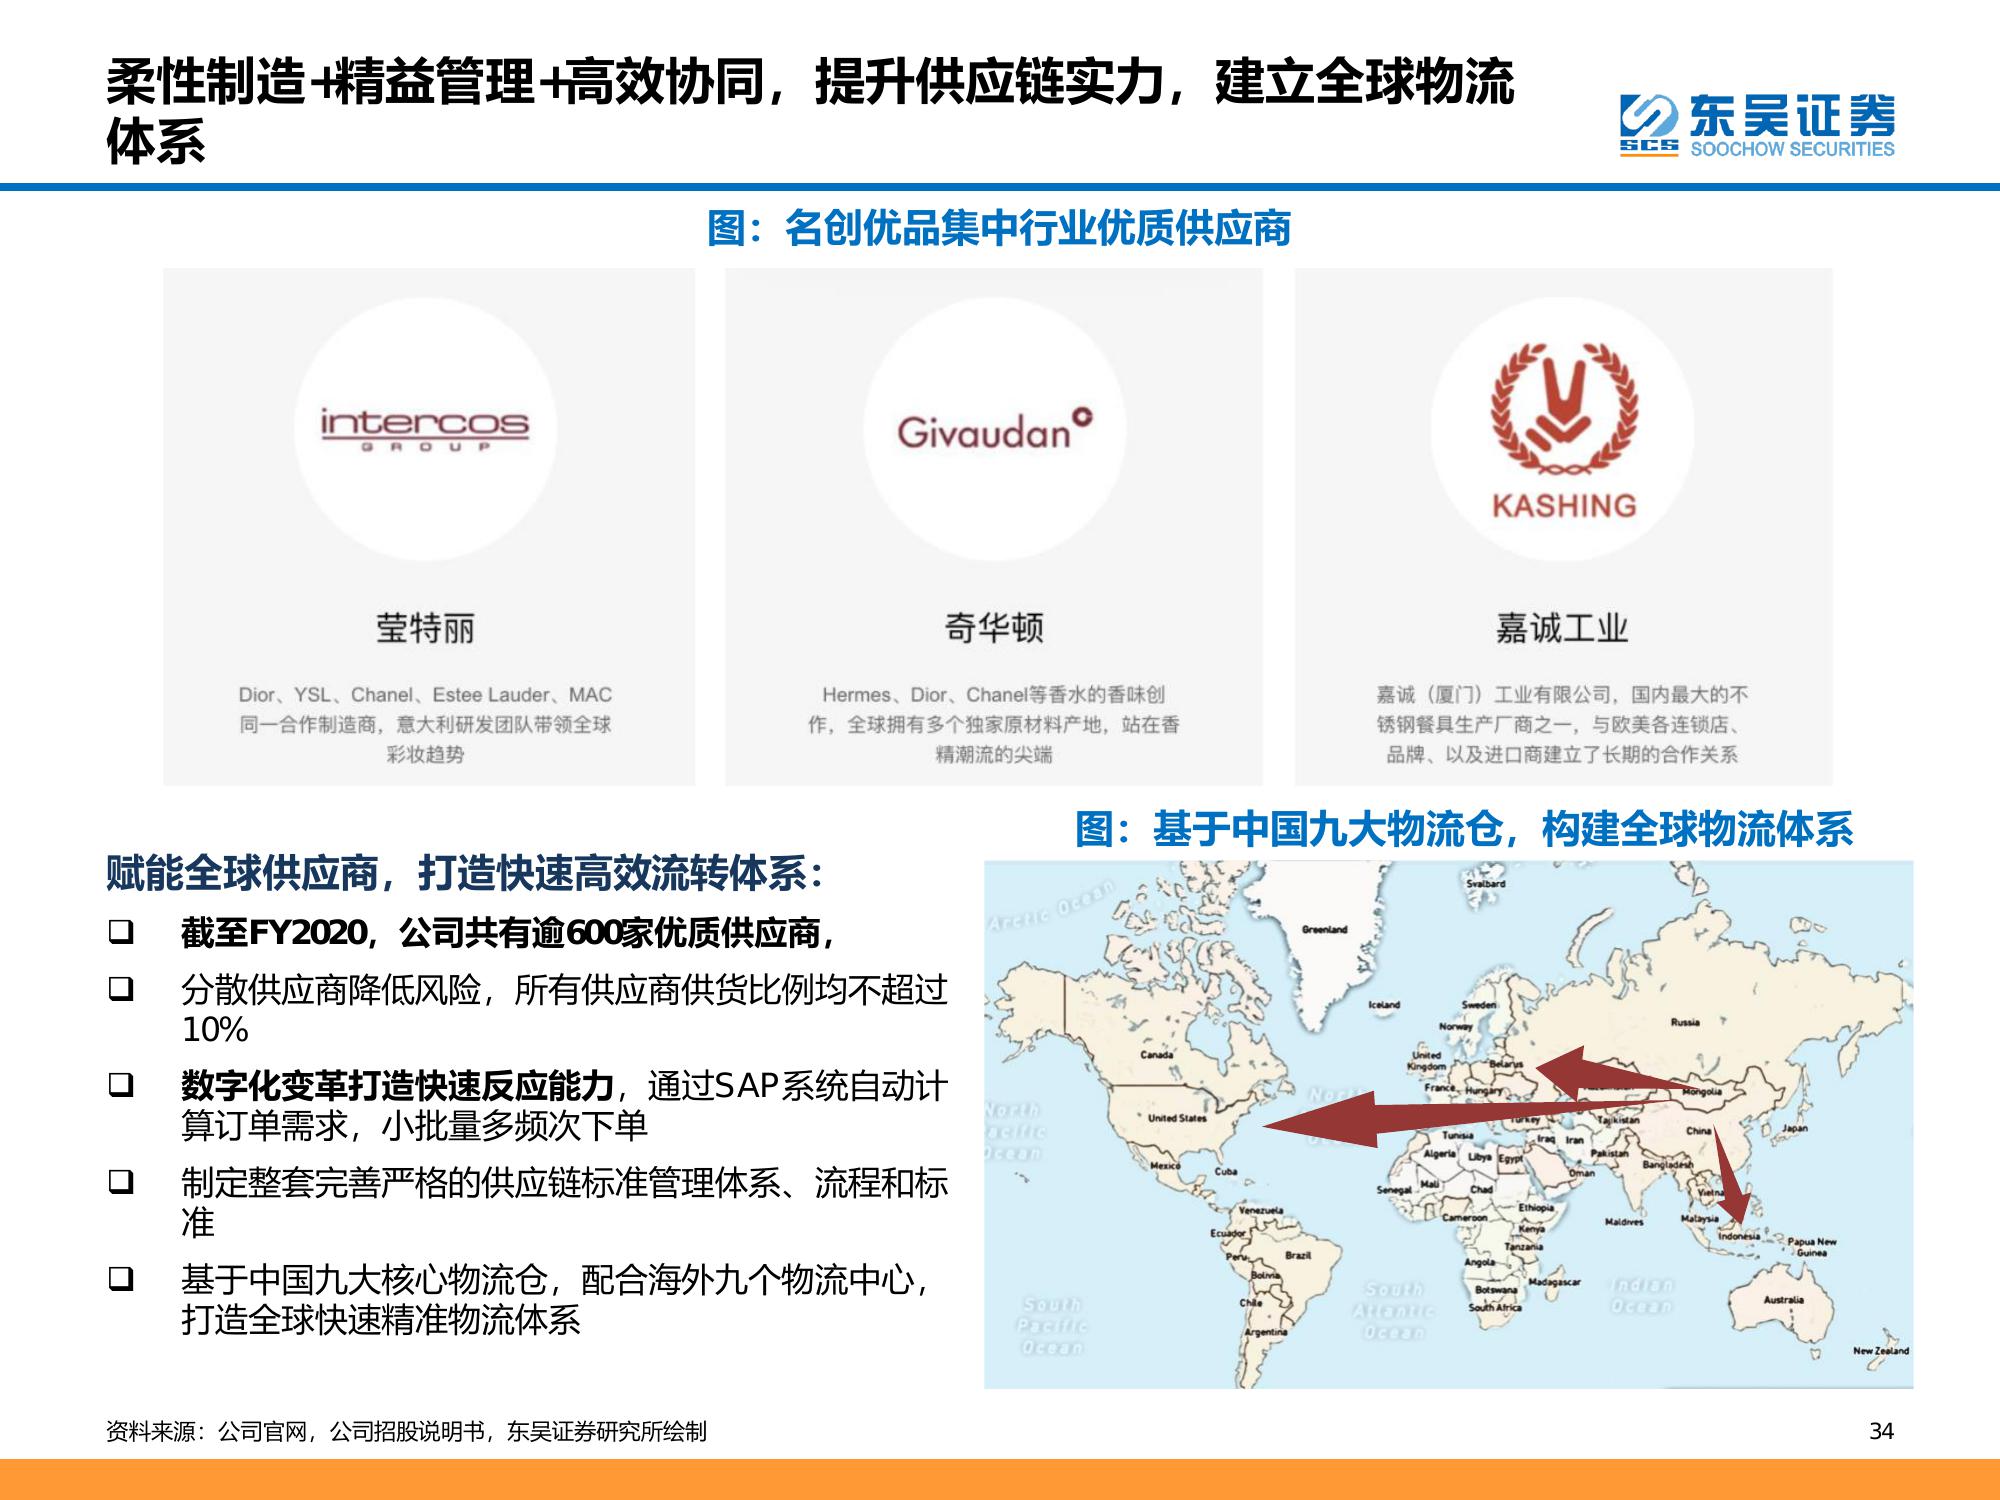 柔性制造+精益管理+高效协同，提升供应链实力，建立全球物流
体系
东吴证券
SCS
SOOCHOW SECURITIES
图：名创优品集中行业优质供应商
intercos
GROUP
莹特丽
Dior、YSL、Chanel、Estee Lauder、MAC
同一合作制造商，意大利研发团队带领全球
彩妆趋势
Givaudan
奇华顿
Hermes、Dior、Chanel等香水的香味创
作，全球拥有多个独家原材料产地，站在香
精潮流的尖端
KASHING
嘉诚工业
嘉诚（厦门）工业有限公司，国内最大的不
锈钢餐具生产厂商之一，与欧美各连锁店、
品牌、以及进口商建立了长期的合作关系
赋能全球供应商，打造快速高效流转体系：
❑ 截至FY2020，公司共有逾600家优质供应商，
❑ 分散供应商降低风险，所有供应商供货比例均不超过
10%
❑ 数字化变革打造快速反应能力，通过SAP系统自动计
算订单需求，小批量多频次下单
❑ 制定整套完善严格的供应链标准管理体系、流程和标
准
❑ 基于中国九大核心物流仓，配合海外九个物流中心，
打造全球快速精准物流体系
图：基于中国九大物流仓，构建全球物流体系
Arctic Ocean
Svalbard
Greenland
Iceland
Sweden
Norway
Russia
Canada
United
Kingdom
Belarus
France
Hungary
Mongolia
North
Pacific
Ocean
United States
Turkey
Tajikistan
China
Japan
Tunisia
Iraq
Iran
Algeria
Libya
Egypt
Pakistan
Bangladesh
Mexico
Cuba
Oman
Senegal
Mali
Chad
Venezuela
Cameroon
Ethiopia
Maldives
Malaysia
Ecuador
Kenya
Indonesia
Papua New
Guinea
Peru
Brazil
Tanzania
Angola
Bolivia
Madagascar
Botswana
South Africa
Chile
Australia
Argentina
South
Pacific
Ocean
South
Atlantic
Ocean
Indian
Ocean
New Zealand
资料来源：公司官网，公司招股说明书，东吴证券研究所绘制
34